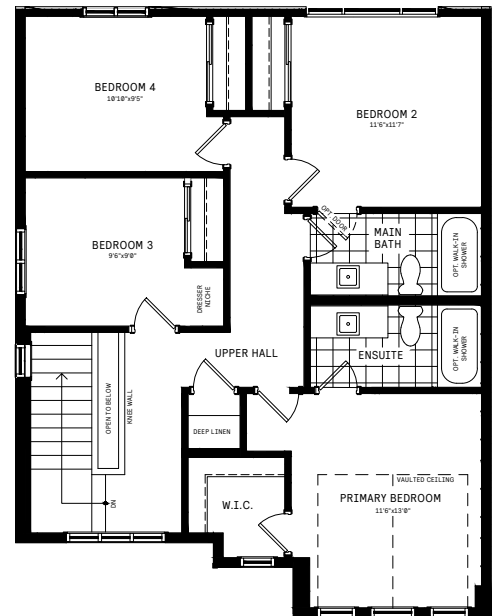 BEDROOM 4
10'10"x9'5"
BEDROOM 2
11'6"x11'7"
OPT. DOOR
MAIN
BATH
OPT. WALK-IN
SHOWER
BEDROOM 3
9'6"x9'0"
DRESSER
NICHE
UPPER HALL
ENSUITE
OPT. WALK-IN
SHOWER
OPEN TO BELOW
KNEE WALL
DEEP LINEN
DN
W.I.C.
VAULTED CEILING
PRIMARY BEDROOM
11'6"x13'0"